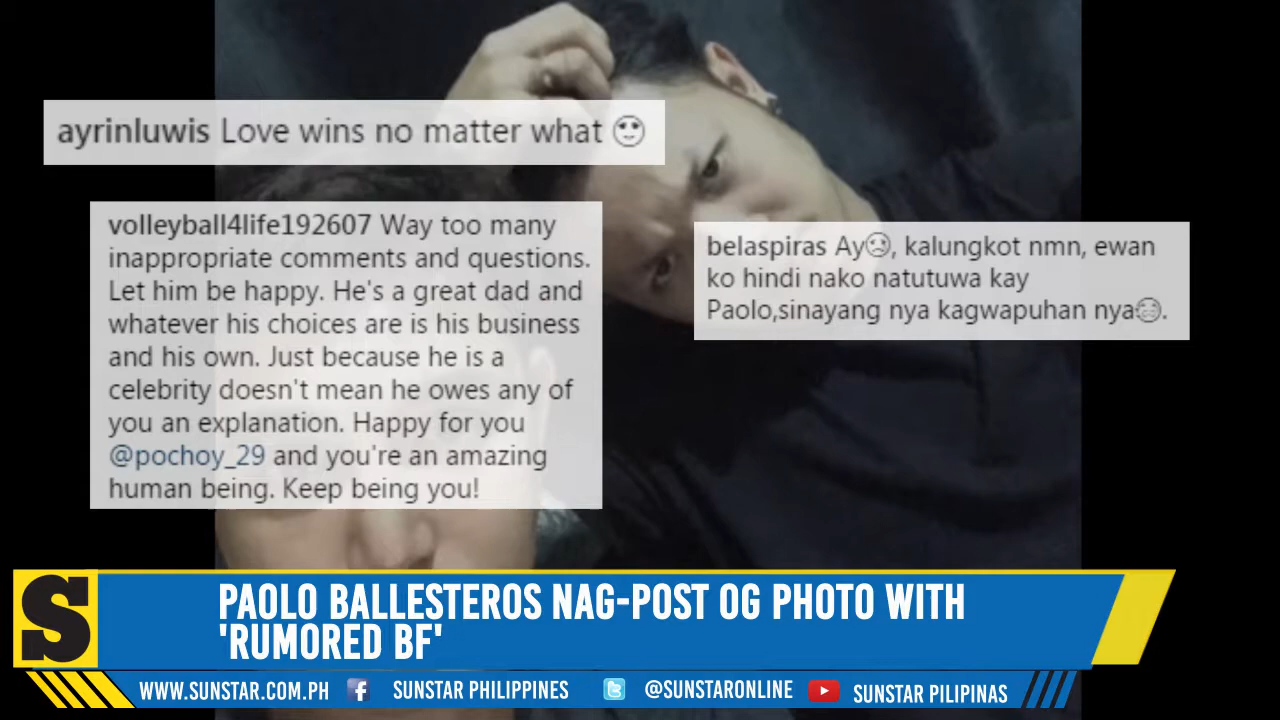 ayrinluwis Love wins no matter what 🙂
volleyball4life192607 Way too many
inappropriate comments and questions.
Let him be happy. He's a great dad and
whatever his choices are is his business
and his own. Just because he is a
celebrity doesn't mean he owes any of
you an explanation. Happy for you
@pochoy_29 and you're an amazing
human being. Keep being you!
belaspiras Ay😥, kalungkot nmn, ewan
ko hindi nako natutuwa kay
Paolo,sinayang nya kagwapuhan nya😔.
S
PAOLO BALLESTEROS NAG-POST OG PHOTO WITH
'RUMORED BF'
WWW.SUNSTAR.COM.PH f SUNSTAR PHILIPPINES @SUNSTARONLINE SUNSTAR PILIPINAS